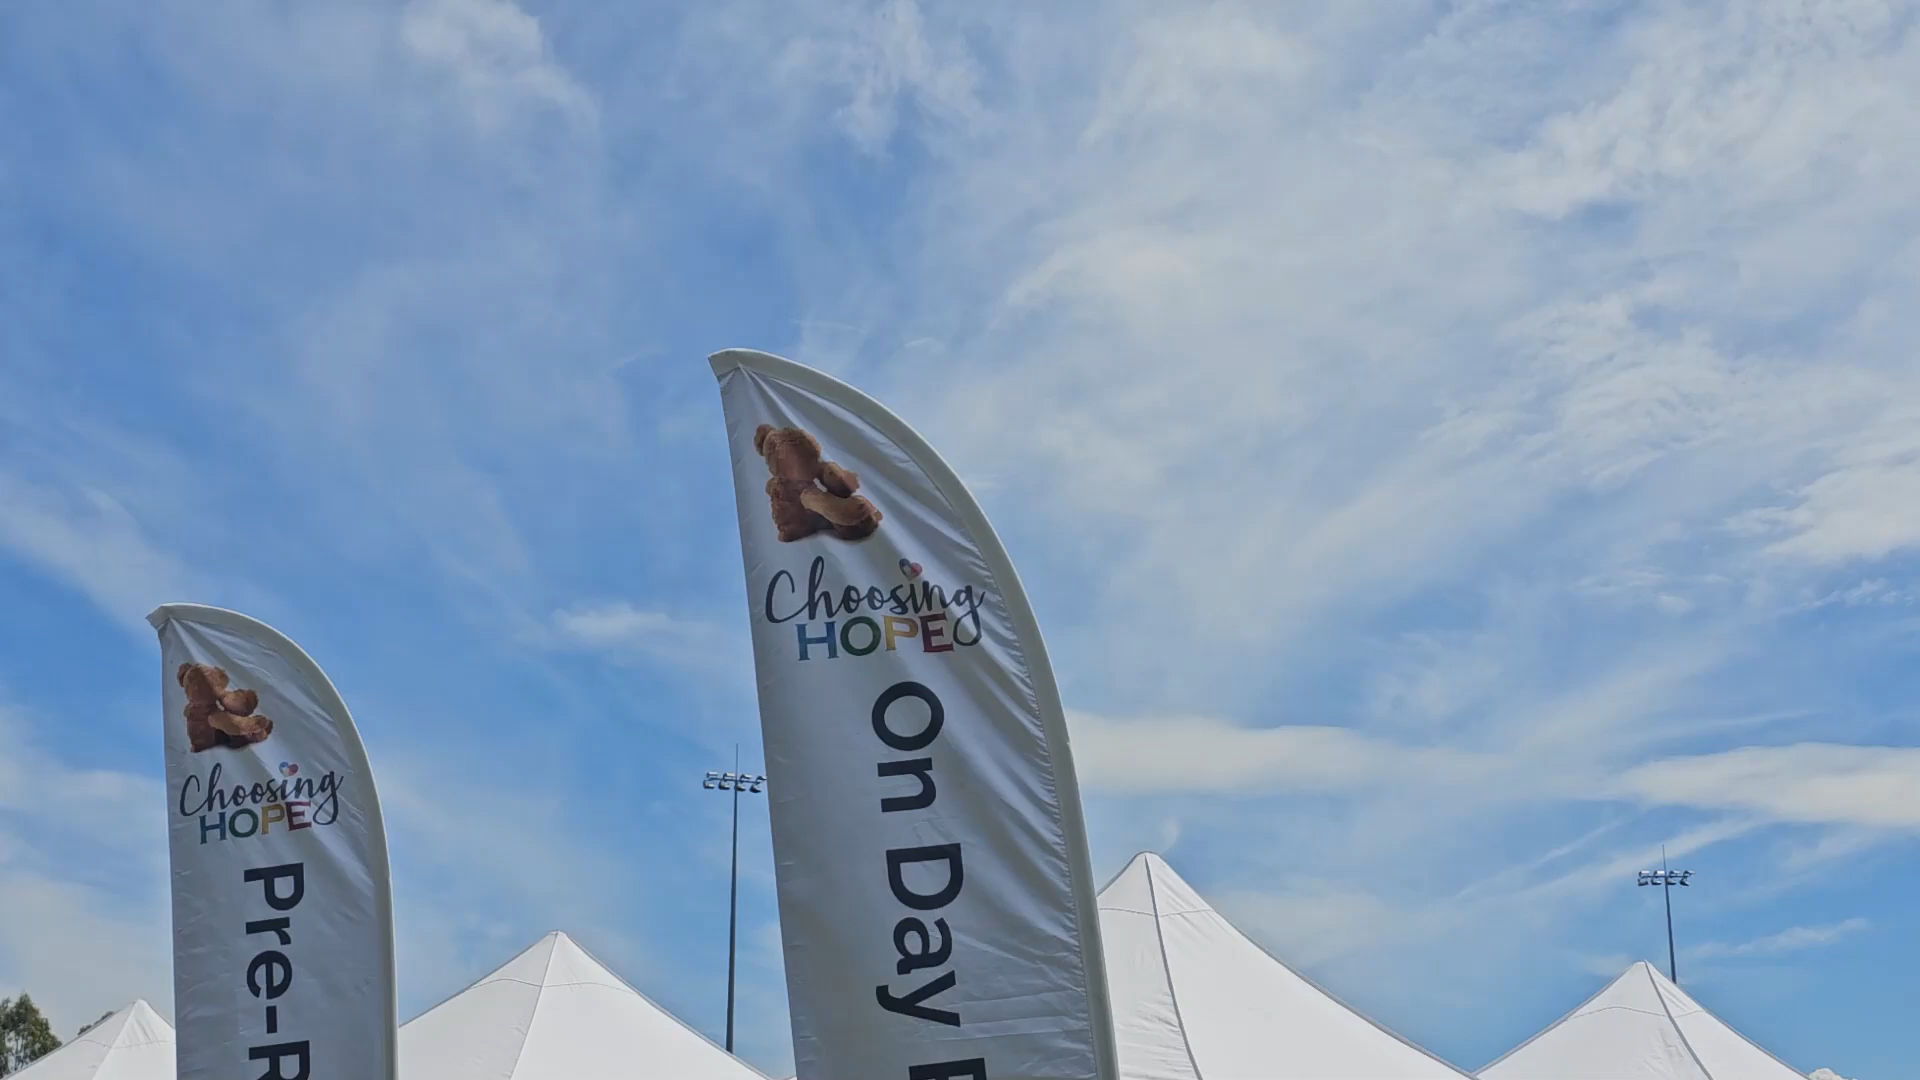 Choosing
HOPE
Pre-R
Choosing
HOPE
On Day